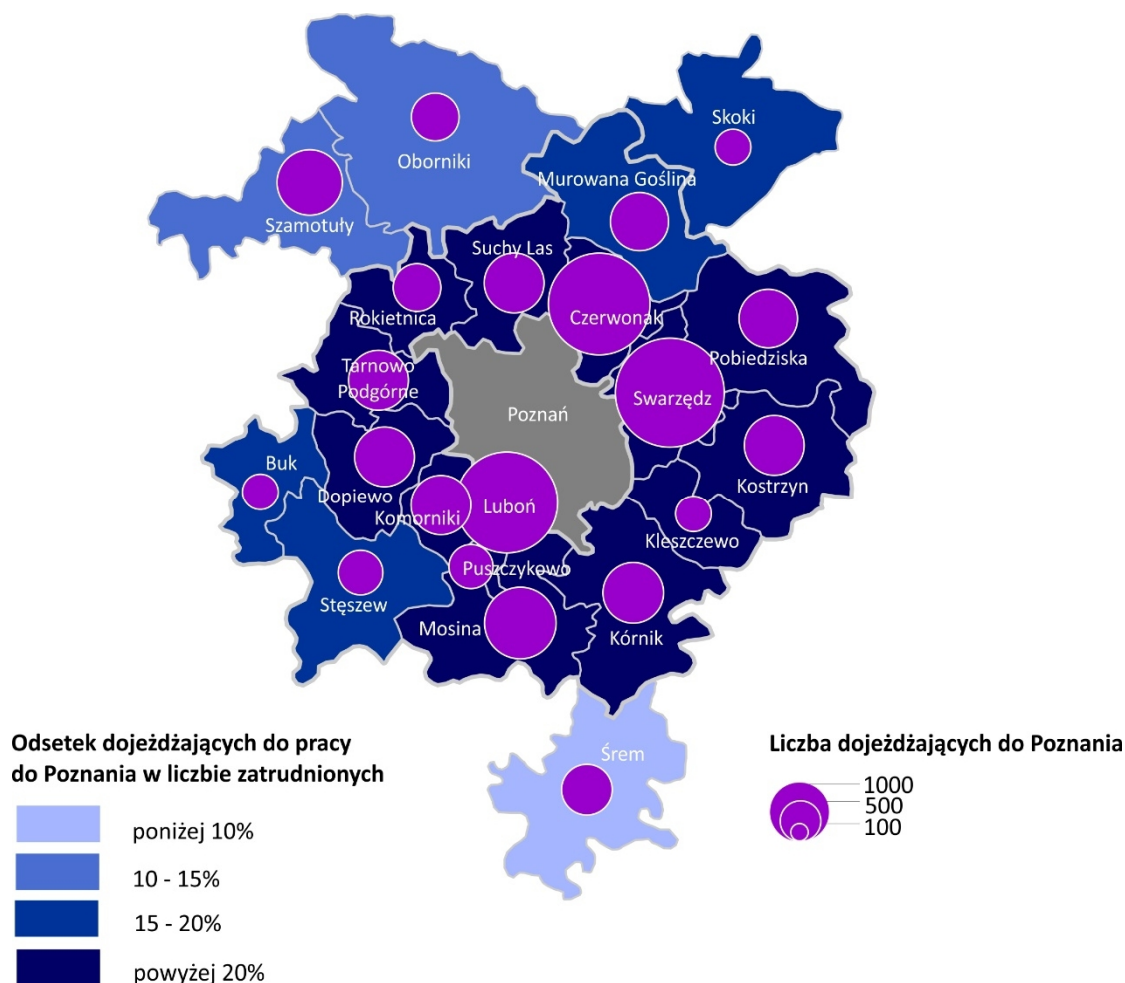 Skoki
Oborniki
Murowana Goślina
Szamotuły
Suchy Las
Rokietnica
Czerwonak
Pobiedziska
Tarnowo
Podgórne
Swarzędz
Poznań
Buk
Dopiewo
Komorniki
Luboń
Kostrzyn
Kleszczewo
Puszczykowo
Stęszew
Mosina
Kórnik
Śrem
Odsetek dojeżdżających do pracy
do Poznania w liczbie zatrudnionych
poniżej 10%
10 - 15%
15 - 20%
powyżej 20%
Liczba dojeżdżających do Poznania
1000
500
100